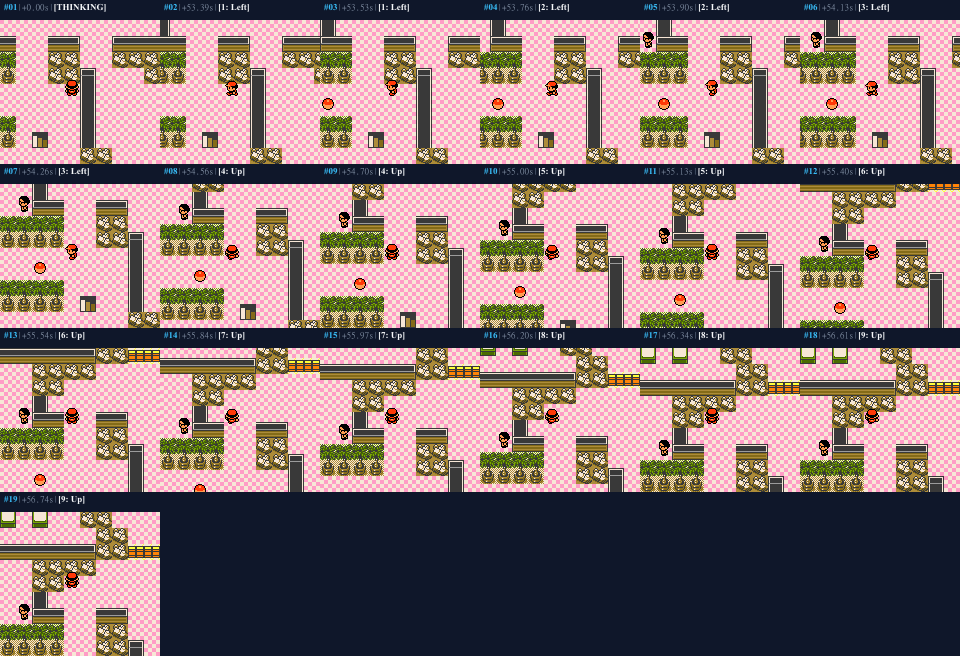 #01|+0.00s|[THINKING]
#02|+53.39s|[1: Left]
#03|+53.53s|[1: Left]
#04|+53.76s|[2: Left]
#05|+53.90s|[2: Left]
#06|+54.13s|[3: Left]
#07|+54.26s|[3: Left]
#08|+54.56s|[4: Up]
#09|+54.70s|[4: Up]
#10|+55.00s|[5: Up]
#11|+55.13s|[5: Up]
#12|+55.40s|[6: Up]
#13|+55.54s|[6: Up]
#14|+55.84s|[7: Up]
#15|+55.97s|[7: Up]
#16|+56.20s|[8: Up]
#17|+56.34s|[8: Up]
#18|+56.61s|[9: Up]
#19|+56.74s|[9: Up]